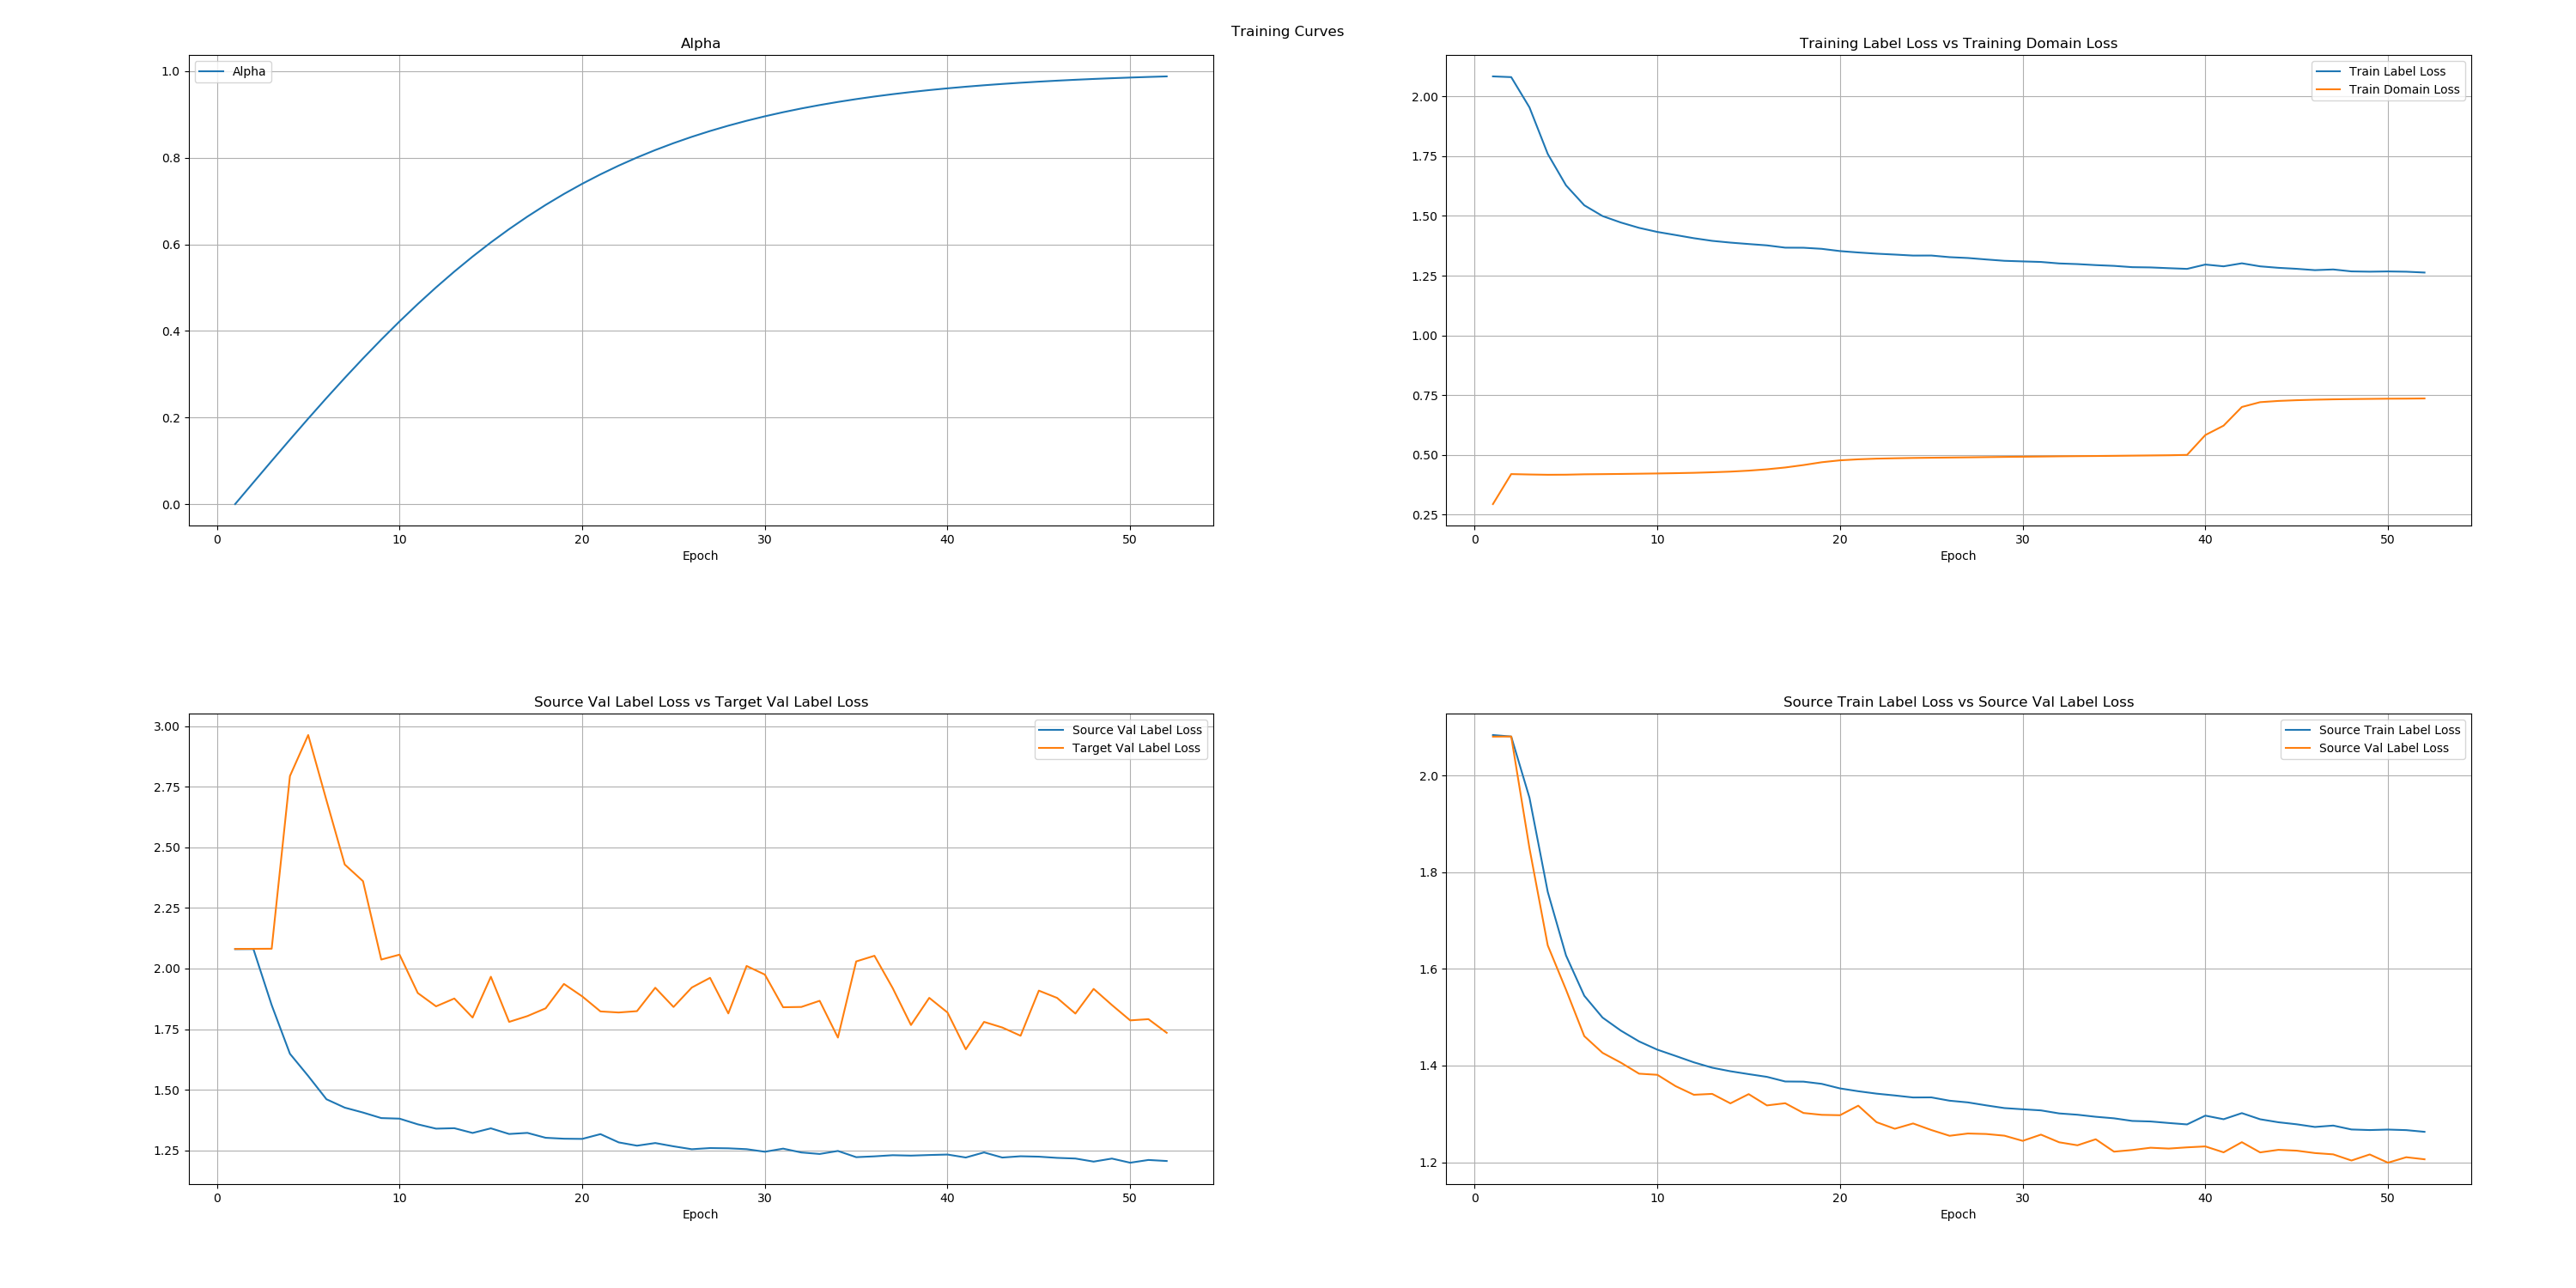 Training Curves
Alpha
Alpha
1.0
0.8
0.6
0.4
0.2
0.0
0 10 20 30 40 50
Epoch
Training Label Loss vs Training Domain Loss
Train Label Loss
Train Domain Loss
2.00
1.75
1.50
1.25
1.00
0.75
0.50
0.25
0 10 20 30 40 50
Epoch
Source Val Label Loss vs Target Val Label Loss
Source Val Label Loss
Target Val Label Loss
3.00
2.75
2.50
2.25
2.00
1.75
1.50
1.25
0 10 20 30 40 50
Epoch
Source Train Label Loss vs Source Val Label Loss
Source Train Label Loss
Source Val Label Loss
2.0
1.8
1.6
1.4
1.2
0 10 20 30 40 50
Epoch